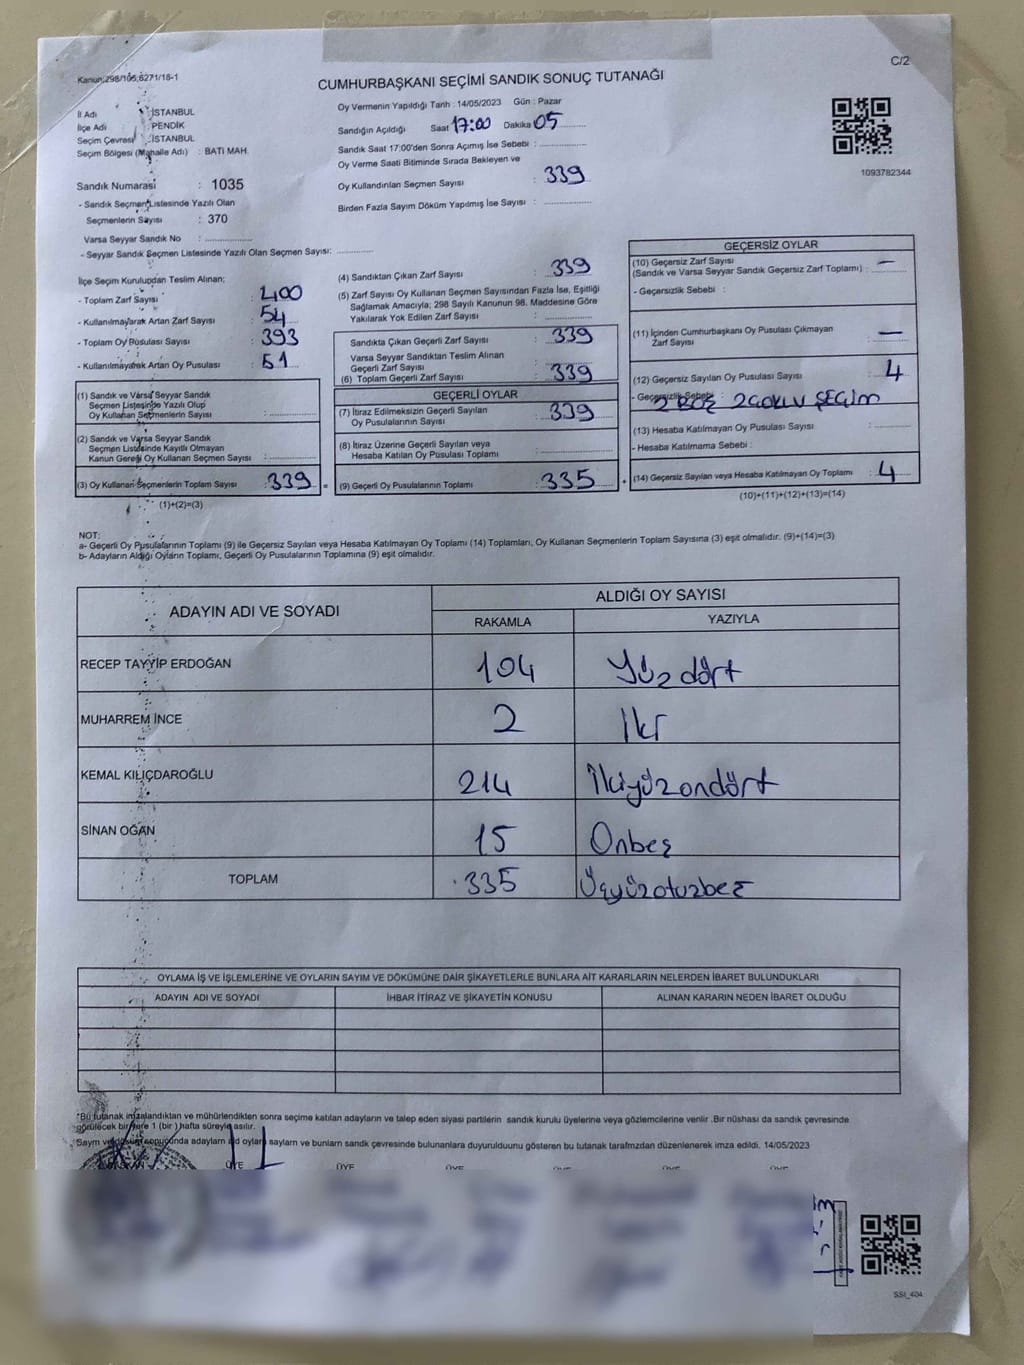 C/2
Kanun:298/105;6271/18-1
CUMHURBAŞKANI SEÇİMİ SANDIK SONUÇ TUTANAĞI
İl Adı : İSTANBUL
İlçe Adı : PENDİK
Seçim Çevresi : İSTANBUL
Seçim Bölgesi (Mahalle Adı) : BATI MAH.
Sandık Numarası : 1035
- Sandık Seçmen Listesinde Yazılı Olan
Seçmenlerin Sayısı : 370
Varsa Seyyar Sandık No :
- Seyyar Sandık Seçmen Listesinde Yazılı Olan Seçmen Sayısı:
Oy Vermenin Yapıldığı Tarih : 14/05/2023 Gün : Pazar
Sandığın Açıldığı Saat 17:00 Dakika 05
Sandık Saat 17:00'den Sonra Açmış İse Sebebi :
Oy Verme Saati Bitiminde Sırada Bekleyen ve
Oy Kullandırılan Seçmen Sayısı : 339
Birden Fazla Sayım Döküm Yapılmış İse Sayısı :
1093782344
İlçe Seçim Kurulundan Teslim Alınan;
- Toplam Zarf Sayısı : 400
- Kullanılmayarak Artan Zarf Sayısı : 54
- Toplam Oy Pusulası Sayısı : 393
- Kullanılmayarak Artan Oy Pusulası : 51
(1) Sandık ve Varsa Seyyar Sandık
Seçmen Listesinde Yazılı Olup
Oy Kullanan Seçmenlerin Sayısı :
(2) Sandık ve Varsa Seyyar Sandık
Seçmen Listesinde Kayıtlı Olmayan
Kanun Gereği Oy Kullanan Seçmen Sayısı :
(3) Oy Kullanan Seçmenlerin Toplam Sayısı : 339 =
(1)+(2)=(3)
(4) Sandıktan Çıkan Zarf Sayısı : 339
(5) Zarf Sayısı Oy Kullanan Seçmen Sayısından Fazla İse, Eşitliği
Sağlamak Amacıyla; 298 Sayılı Kanunun 98. Maddesine Göre
Yakılarak Yok Edilen Zarf Sayısı :
Sandıkta Çıkan Geçerli Zarf Sayısı : 339
Varsa Seyyar Sandıktan Teslim Alınan
Geçerli Zarf Sayısı :
(6) Toplam Geçerli Zarf Sayısı : 339
GEÇERLİ OYLAR
(7) İtiraz Edilmeksizin Geçerli Sayılan
Oy Pusulalarının Sayısı : 339
(8) İtiraz Üzerine Geçerli Sayılan veya
Hesaba Katılan Oy Pusulası Toplamı :
(9) Geçerli Oy Pusulalarının Toplamı : 335 +
GEÇERSİZ OYLAR
(10) Geçersiz Zarf Sayısı : —
(Sandık ve Varsa Seyyar Sandık Geçersiz Zarf Toplamı)
- Geçersizlik Sebebi :
(11) İçinden Cumhurbaşkanı Oy Pusulası Çıkmayan
Zarf Sayısı : —
(12) Geçersiz Sayılan Oy Pusulası Sayısı : 4
- Geçersizlik Sebebi : 2 BOŞ 2 ÇOKLU SEÇİM
(13) Hesaba Katılmayan Oy Pusulası Sayısı :
- Hesaba Katılmama Sebebi :
(14) Geçersiz Sayılan veya Hesaba Katılmayan Oy Toplamı : 4
(10)+(11)+(12)+(13)=(14)
NOT:
a- Geçerli Oy Pusulalarının Toplamı (9) ile Geçersiz Sayılan veya Hesaba Katılmayan Oy Toplamı (14) Toplamları, Oy Kullanan Seçmenlerin Toplam Sayısına (3) eşit olmalıdır. (9)+(14)=(3)
b- Adayların Aldığı Oyların Toplamı, Geçerli Oy Pusulalarının Toplamına (9) eşit olmalıdır.
ADAYIN ADI VE SOYADI ALDIĞI OY SAYISI
RAKAMLA YAZIYLA
RECEP TAYYİP ERDOĞAN 104 Yüz dört
MUHARREM İNCE 2 İki
KEMAL KILIÇDAROĞLU 214 İkiyüzondört
SİNAN OĞAN 15 Onbeş
TOPLAM 335 Üçyüzotuzbeş
OYLAMA İŞ VE İŞLEMLERİNE VE OYLARIN SAYIM VE DÖKÜMÜNE DAİR ŞİKAYETLERLE BUNLARA AİT KARARLARIN NELERDEN İBARET BULUNDUKLARI
ADAYIN ADI VE SOYADI İHBAR İTİRAZ VE ŞİKAYETİN KONUSU ALINAN KARARIN NEDEN İBARET OLDUĞU
*Bu tutanak imzalandıktan ve mühürlendikten sonra seçime katılan adayların ve talep eden siyasi partilerin sandık kurulu üyelerine veya gözlemcilerine verilir .Bir nüshası da sandık çevresinde
görülecek bir yere 1 (bir ) hafta süreyle asılır.
Sayım ve döküm sonucunda adayların oyları sayılam ve bunların sandık çevresinde bulunanlara duyurulduunu gösteren bu tutanak tarafımzdan düzenlenerek imza edildi. 14/05/2023
BAŞKAN ÜYE ÜYE ÜYE
SSI_404